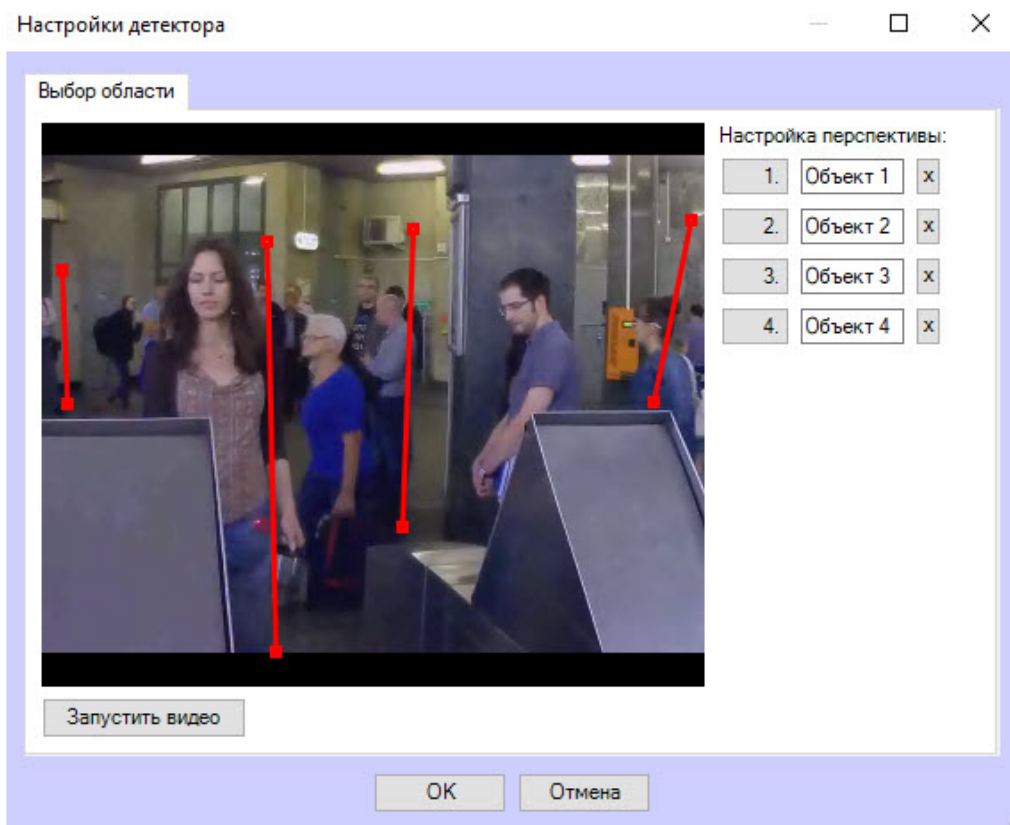 Настройки детектора
Выбор области
Настройка перспективы:
1. Объект 1 x
2. Объект 2 x
3. Объект 3 x
4. Объект 4 x
Запустить видео
OK Отмена